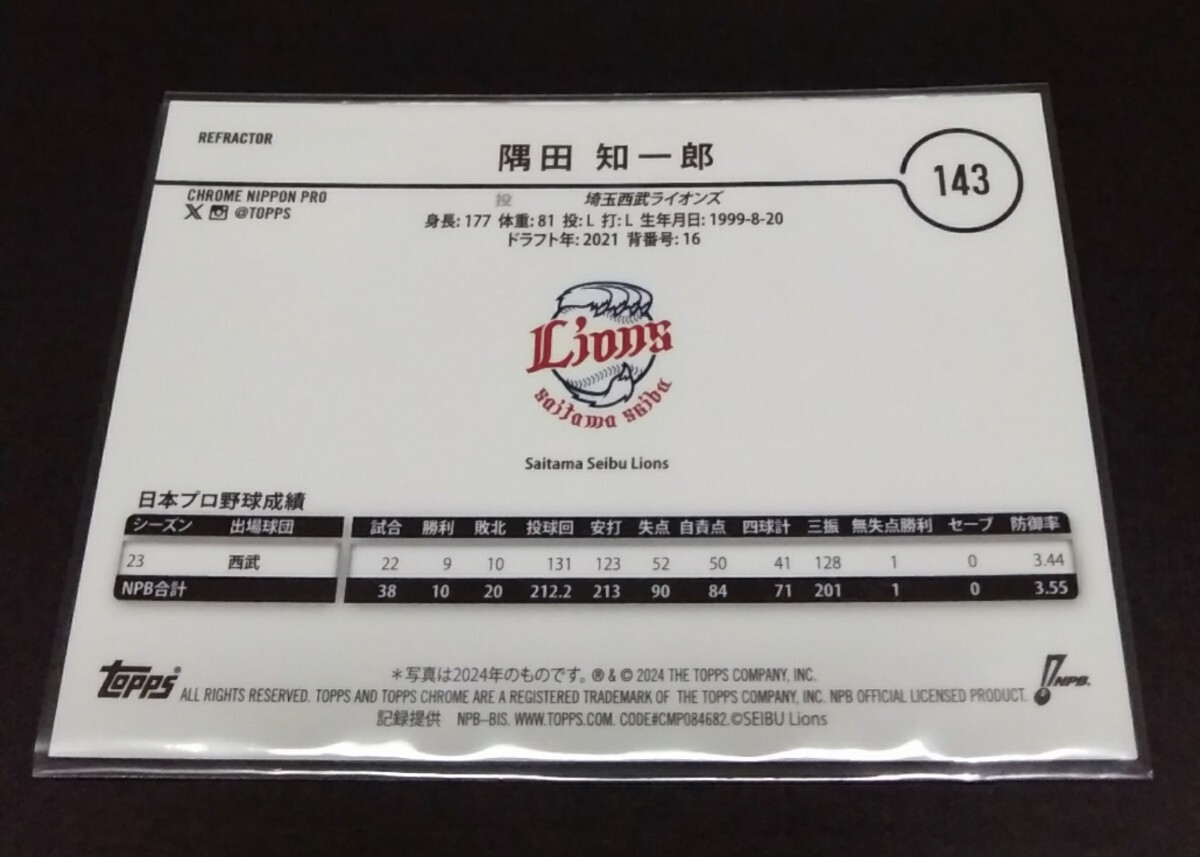 REFRACTOR
隅田 知一郎
143
CHROME NIPPON PRO
@TOPPS
投 埼玉西武ライオンズ
身長: 177 体重: 81 投: L 打: L 生年月日: 1999-8-20
ドラフト年: 2021 背番号: 16
Lions
saitama seibu
Saitama Seibu Lions
日本プロ野球成績
シーズン 出場球団 試合 勝利 敗北 投球回 安打 失点 自責点 四球計 三振 無失点勝利 セーブ 防御率
23 西武 22 9 10 131 123 52 50 41 128 1 0 3.44
NPB合計 38 10 20 212.2 213 90 84 71 201 1 0 3.55
Topps®
＊写真は2024年のものです。 ® & © 2024 THE TOPPS COMPANY, INC.
ALL RIGHTS RESERVED. TOPPS AND TOPPS CHROME ARE A REGISTERED TRADEMARK OF THE TOPPS COMPANY, INC. NPB OFFICIAL LICENSED PRODUCT.
記録提供 NPB-BIS. WWW.TOPPS.COM. CODE#CMP084682.©SEIBU Lions
NPB.